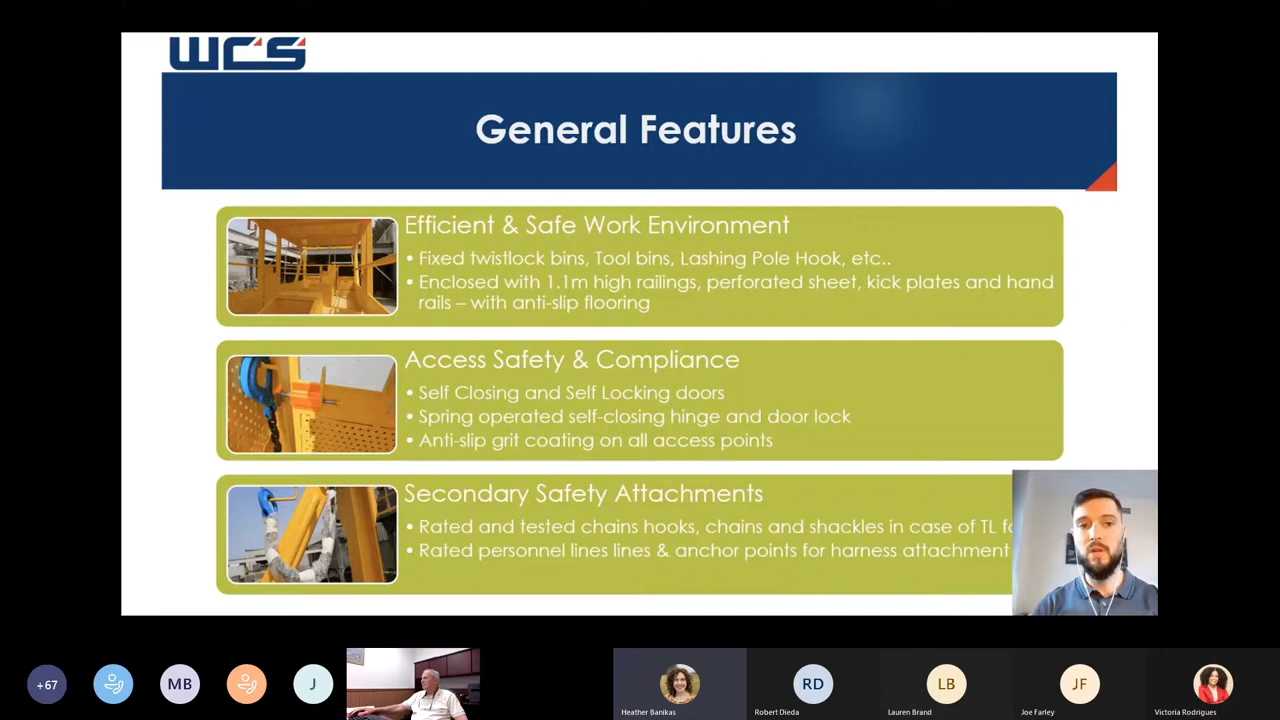 WCS
General Features
Efficient & Safe Work Environment
• Fixed twistlock bins, Tool bins, Lashing Pole Hook, etc..
• Enclosed with 1.1m high railings, perforated sheet, kick plates and hand
rails – with anti-slip flooring
Access Safety & Compliance
• Self Closing and Self Locking doors
• Spring operated self-closing hinge and door lock
• Anti-slip grit coating on all access points
Secondary Safety Attachments
• Rated and tested chains hooks, chains and shackles in case of TL
• Rated personnel lines lines & anchor points for harness attachment
+67
MB
J
RD
LB
JF
Heather Banikas
Robert Dieda
Lauren Brand
Joe Farley
Victoria Rodrigues